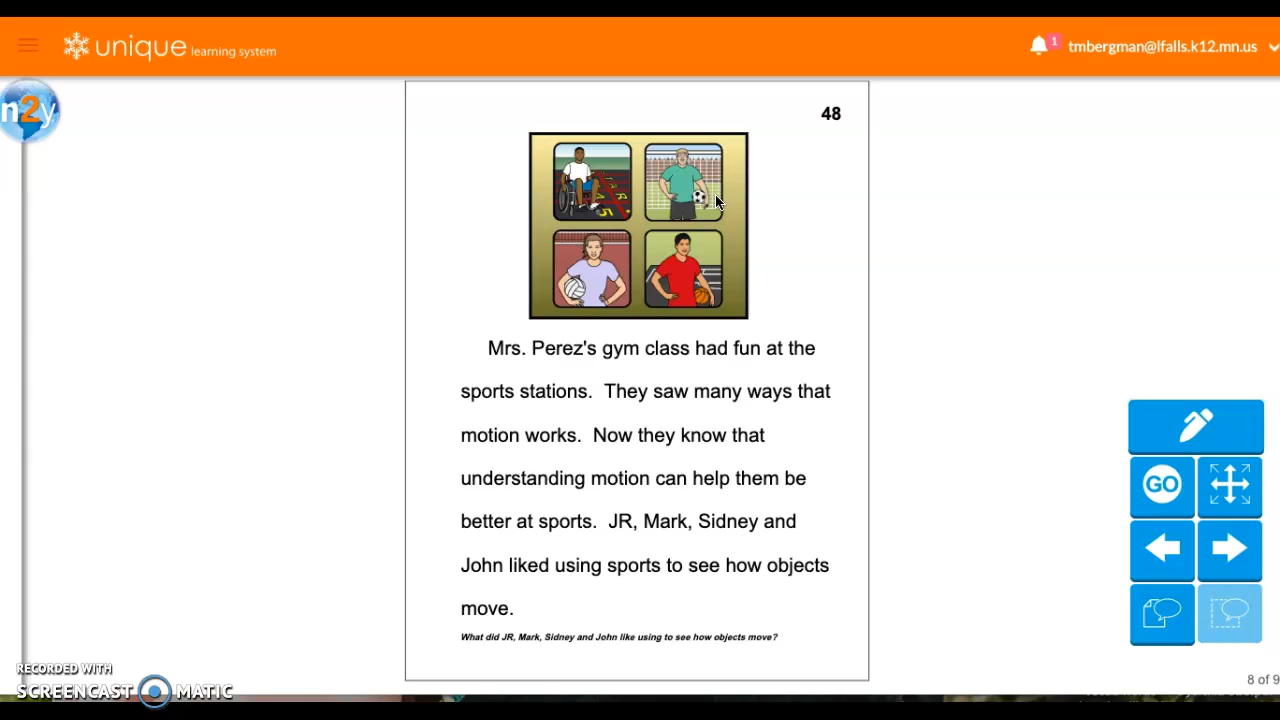 unique learning system
1
tmbergman@lfalls.k12.mn.us
n2y
48
Mrs. Perez's gym class had fun at the
sports stations.  They saw many ways that
motion works.  Now they know that
understanding motion can help them be
better at sports.  JR, Mark, Sidney and
John liked using sports to see how objects
move.
What did JR, Mark, Sidney and John like using to see how objects move?
GO
8 of 9
RECORDED WITH
SCREENCAST MATIC